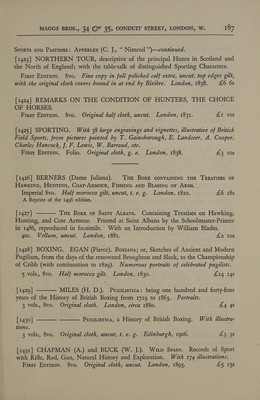 MAGGS BROS., 34 & 35, CONDUIT STREET, LONDON, W. 187
SPORTS AND PASTIMES: APPERLEY (C. J., “ Nimrod ”)—continued.
[1423] NORTHERN TOUR, descriptive of the principal Hunts in Scotland and
the North of England; with the table-talk of distinguished Sporting Characters.
FIRST EDITION. 8vo. Fine copy in full polished calf extra, uncut, top edges gilt,
with the original cloth covers bound in at end by Rivière. London, 1838. £6 6s
[1424] REMARKS ON THE CONDITION OF HUNTERS, THE CHOICE
OF HORSES.
FIRST EDITION. 8vo. Original half cloth, uncut. London, 1831. £1 10s
[1425] SPORTING. With 38 large engravings and vignettes, illustrative of British
Field Sports, from pictures painted by T. Gainsborough, E. Landseer, A. Cooper,
Charles Hancock, J. F. Lewis, W. Barraud, etc.
FIRST EDITION. Folio. Original cloth, g. e. London, 1838. £3 10s
[1426] BERNERS (Dame Juliana). THE BOKE CONTAINING THE TREATISES OF
HAWKING, HUNTING, COAT-ARMOUR, FISHING AND BLASING OF ARMS.
Imperial 8vo. Half morocco gilt, uncut, t. e. g. London, 1810. £6 18s
A Reprint of the 1496 edition.
[1427] ——— THE BOKE OF SAINT ALBANS. Containing Treatises on Hawking,
Hunting, and Cote Armour. Printed at Saint Albans by the Schoolmaster-Printer
in 1486, reproduced in facsimile. With an Introduction by William Blades.
4to. Vellum, uncut. London, 1881. £2 10s
[1428] BOXING. EGAN (Pierce). BOXIANA; or, Sketches of Ancient and Modern
Pugilism, from the days of the renowned Broughton and Slack, to the Championship
of Cribb (with continuation to 1829). Numerous portraits of celebrated pugilists.
5 vols., 8vo. Half morocco gilt. London, 1830. £14 14s
[1429] ——— MILES (H. D.). PUGILISTICA: being one hundred and forty-four
years of the History of British Boxing from 1719 to 1863. Portraits.
3 vols., 8vo. Original cloth. London, circa 1880. £4 4s
[1430] ——— ——— PUGILISTICA, a History of British Boxing. With illustra-
tions.
3 vols., 8vo. Original cloth, uncut, t. e. g. Edinburgh, 1906. £3 3s
[1431] CHAPMAN (A.) and BUCK (W. J.). WILD SPAIN. Records of Sport
with Rifle, Rod, Gun, Natural History and Exploration. With 174 illustrations.
FIRST EDITION. 8vo. Original cloth, uncut. London, 1893. £5 15s